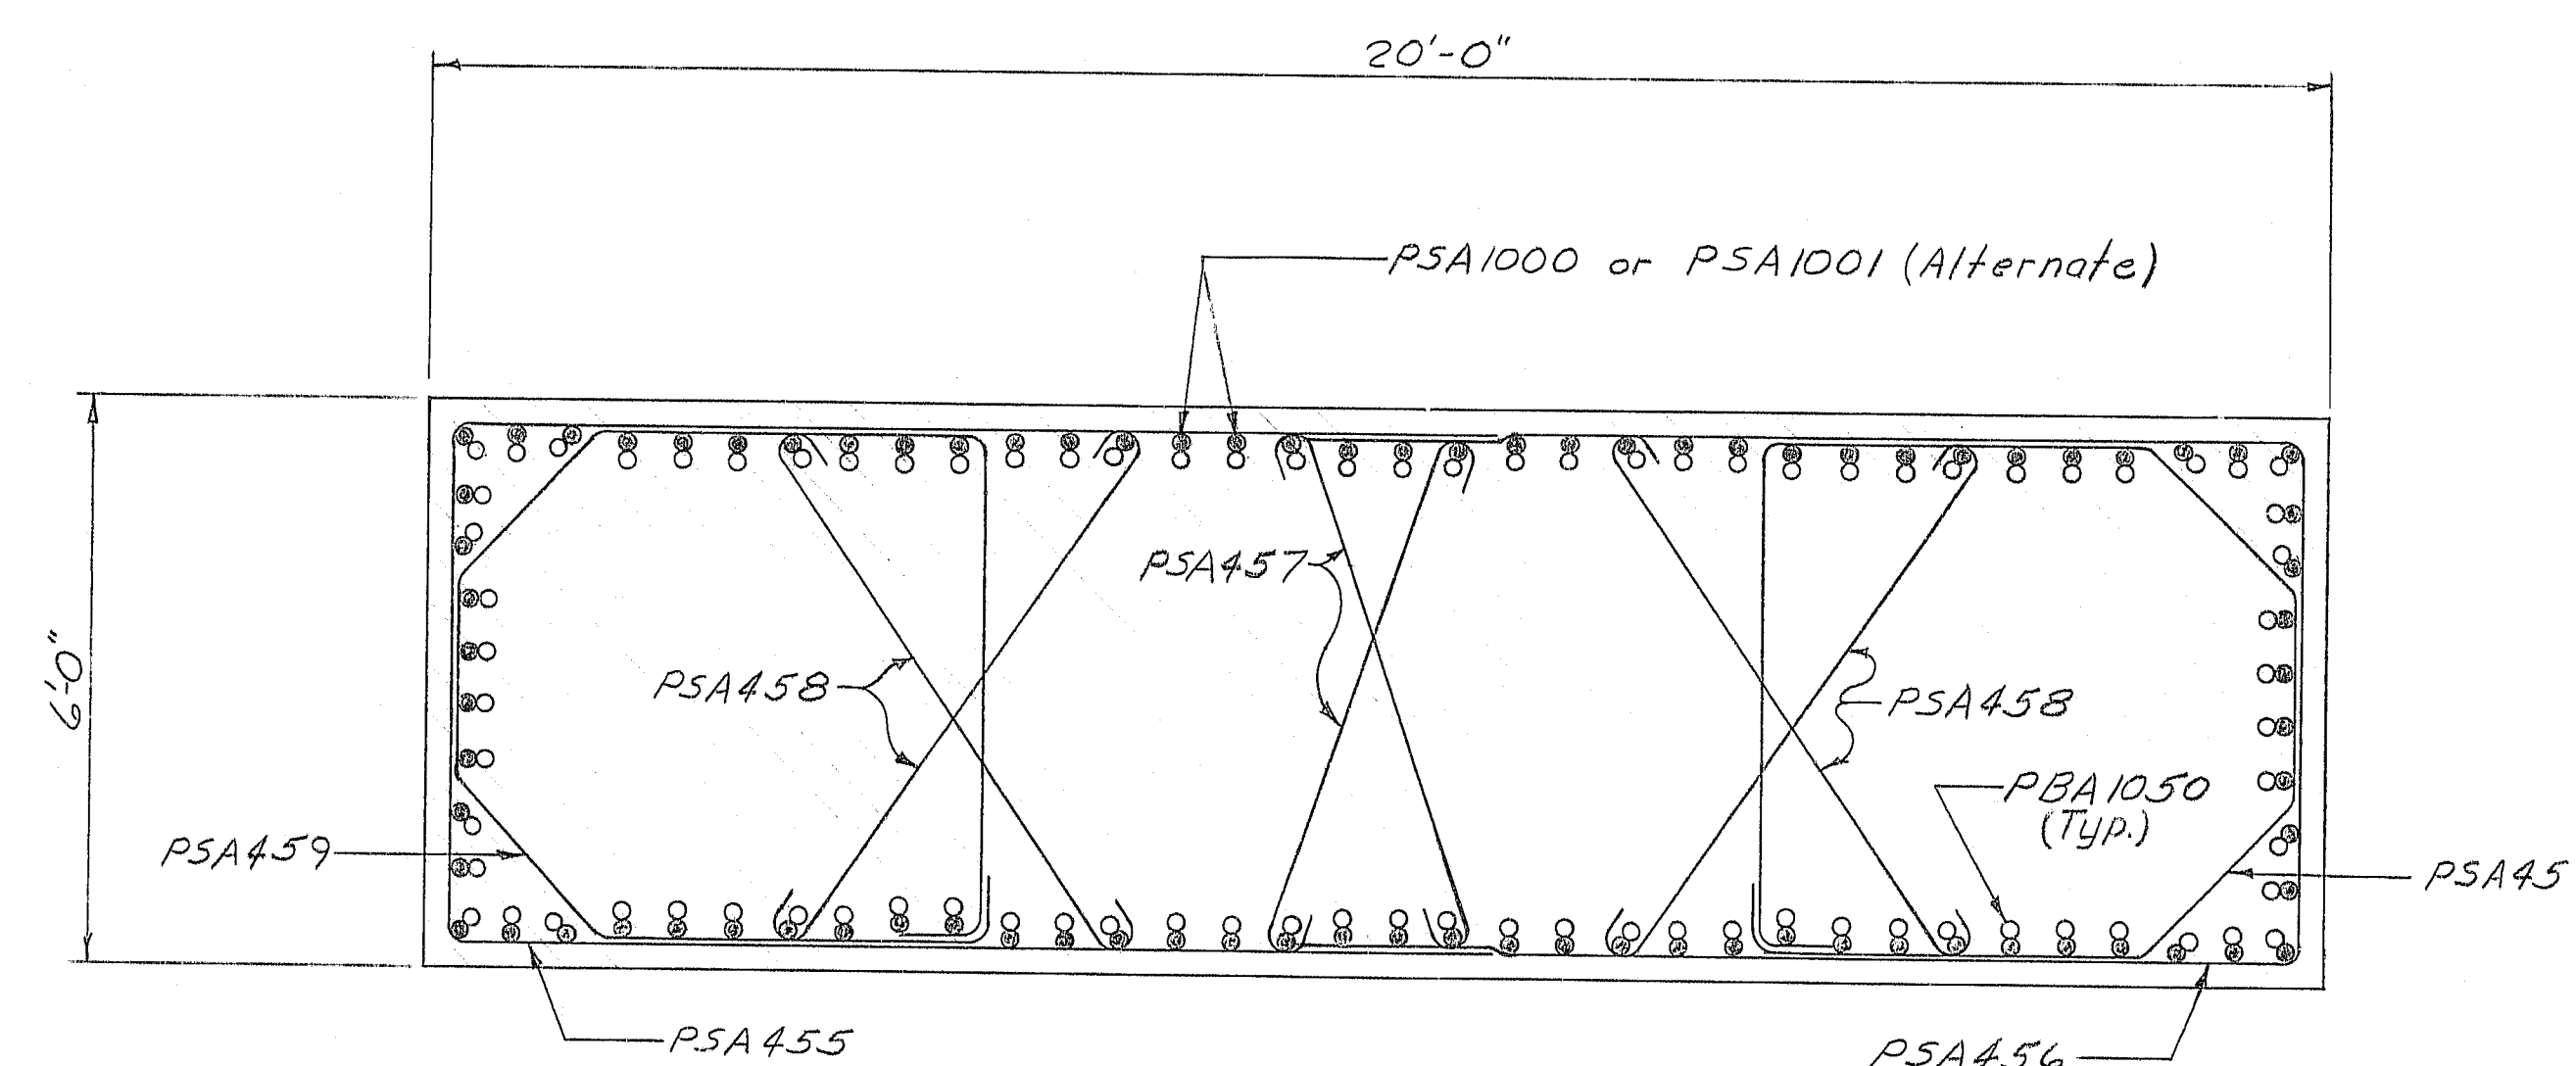 20'-0"
PSA1000 or PSA1001 (Alternate)
6'-0"
PSA457
PSA458
PSA458
PBA1050
(Typ.)
PSA459
PSA45
PSA455
PSA456